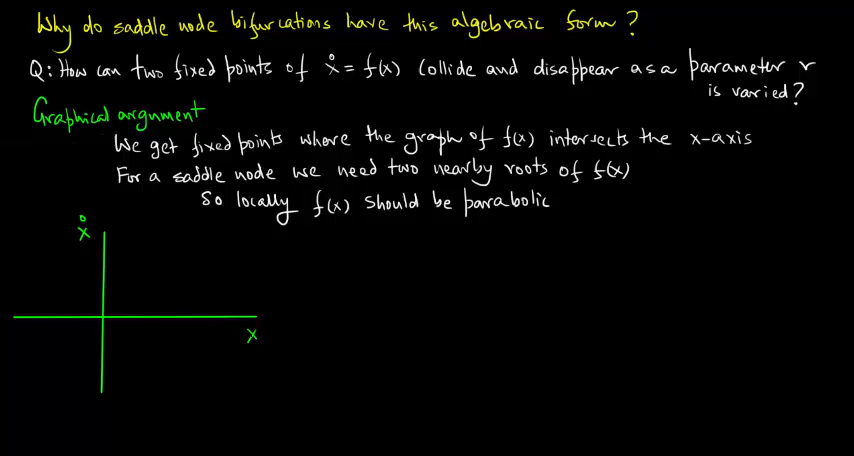 Why do saddle node bifurcations have this algebraic form?
Q: How can two fixed points of ẋ = f(x) collide and disappear as a parameter r
is varied?
Graphical argument
We get fixed points where the graph of f(x) intersects the x-axis
For a saddle node we need two nearby roots of f(x)
So locally f(x) should be parabolic
ẋ
x